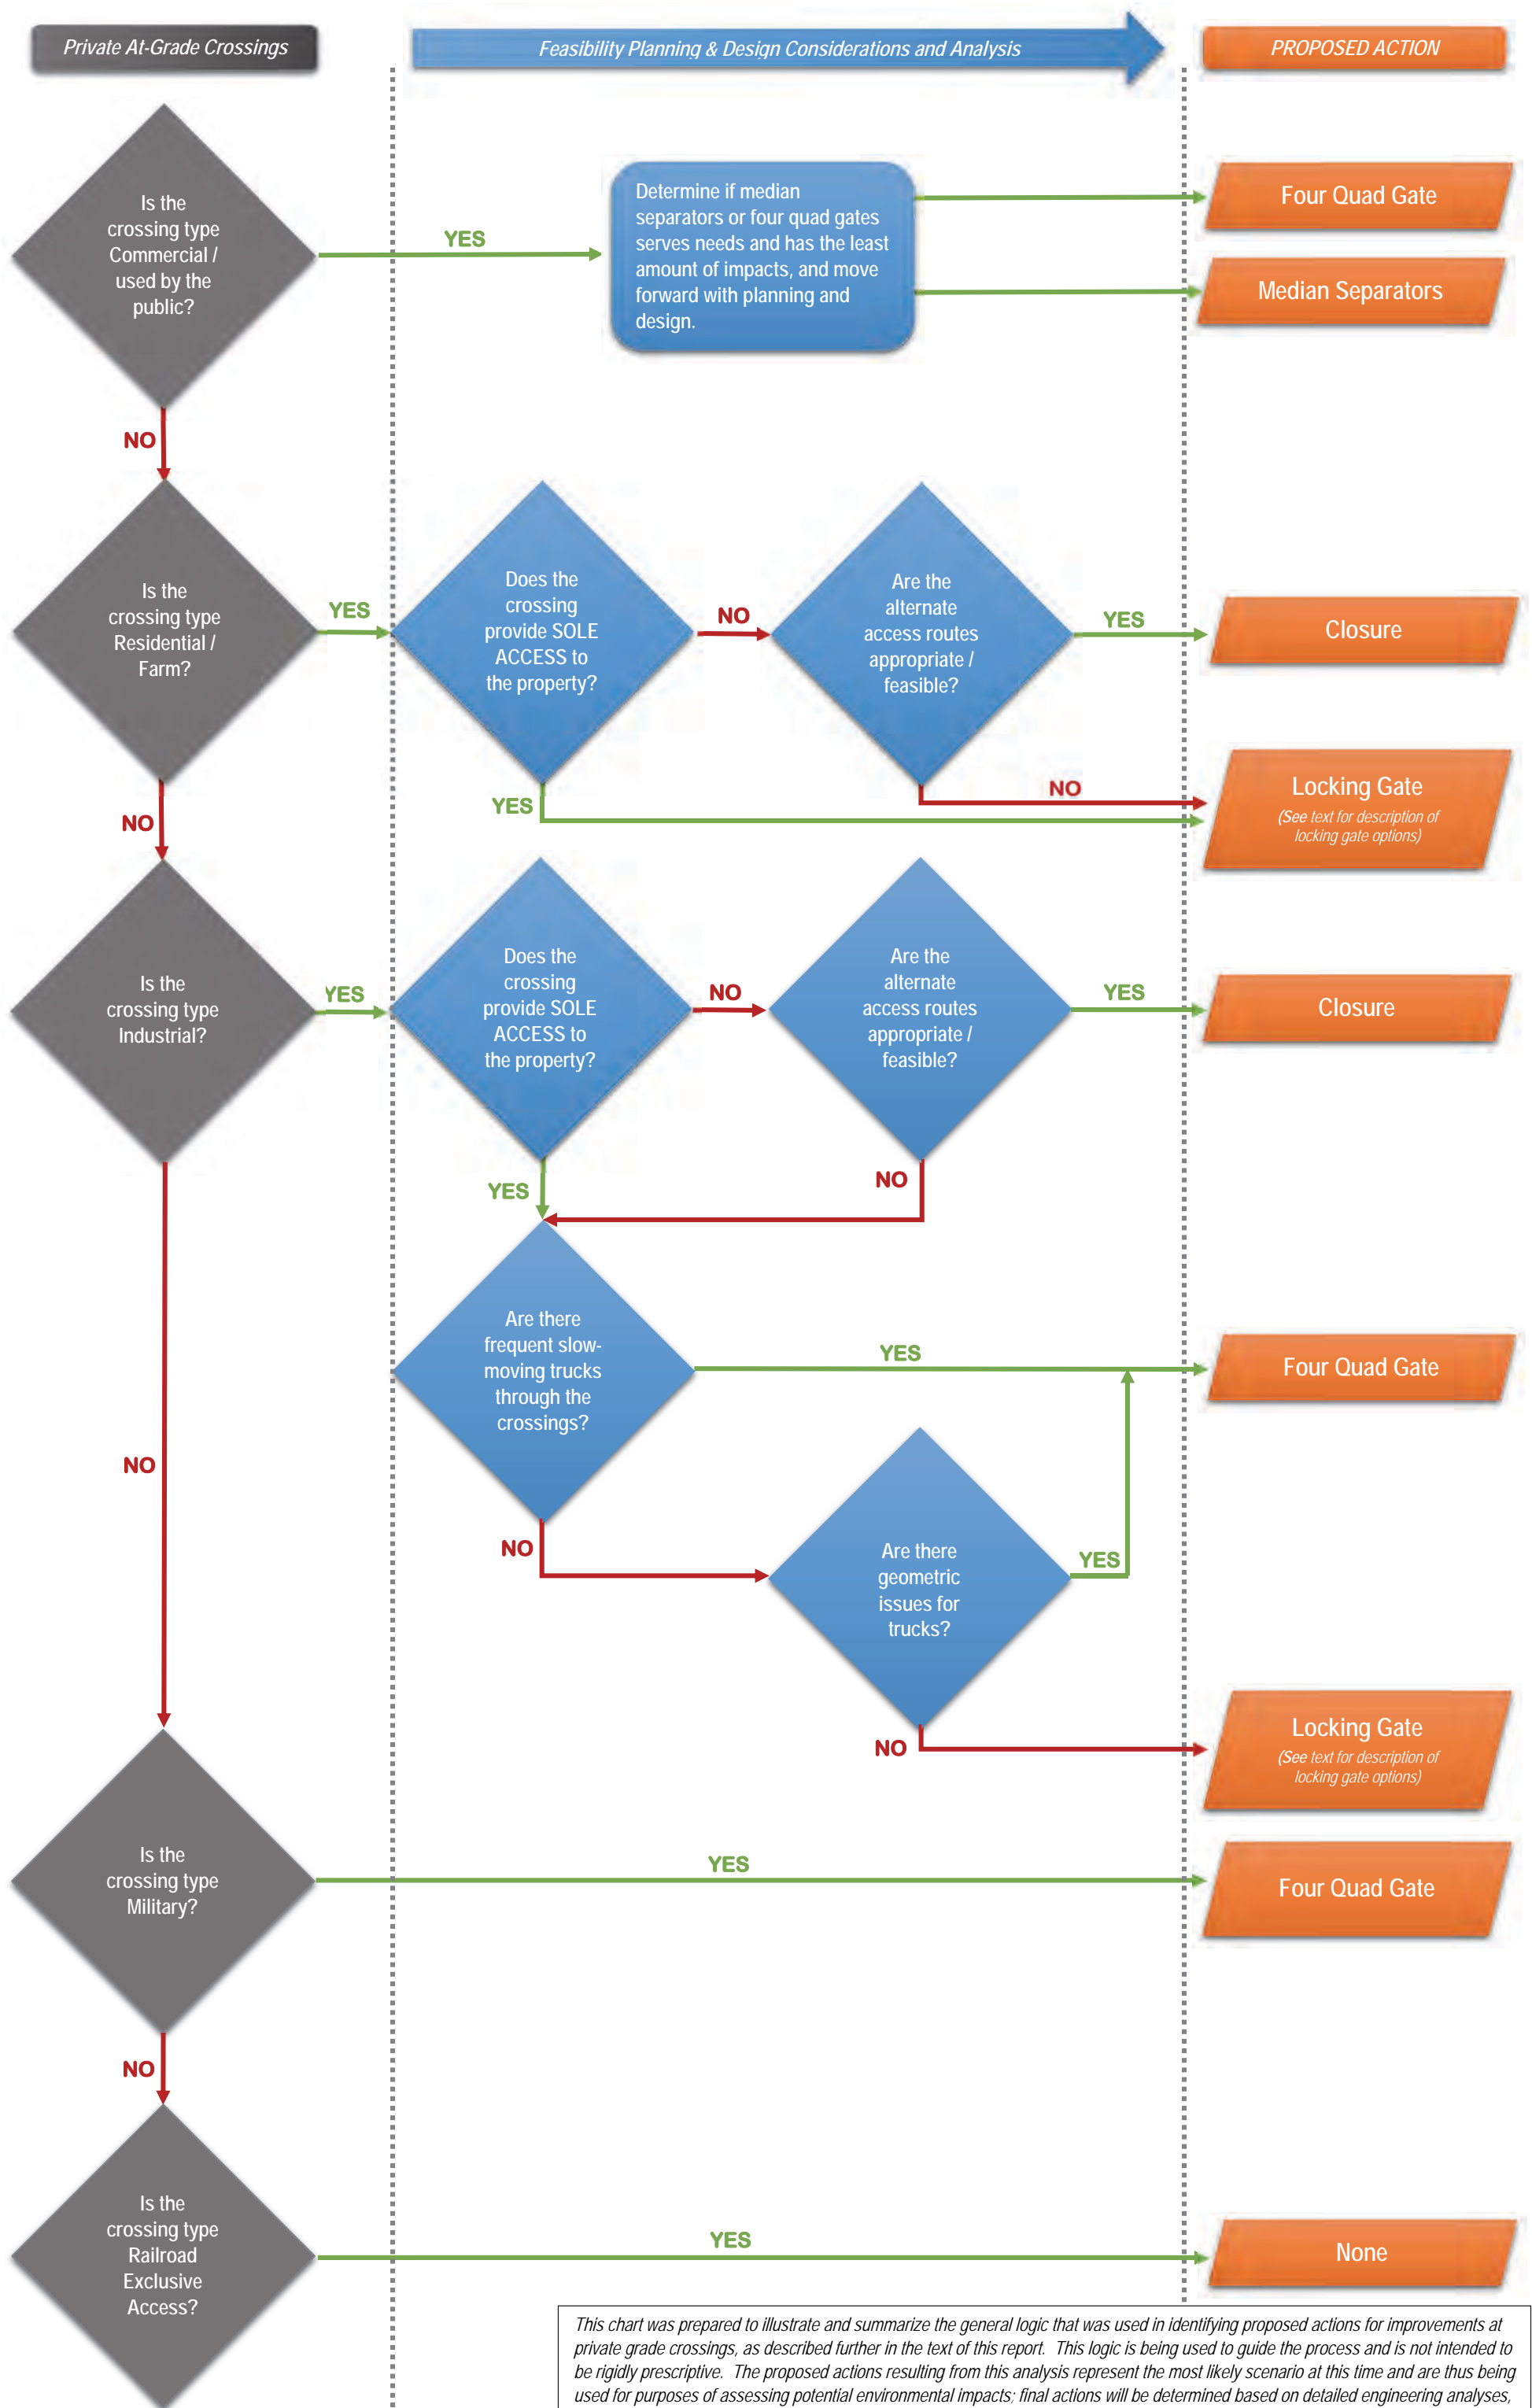 Private At-Grade Crossings
Feasibility Planning & Design Considerations and Analysis
PROPOSED ACTION
Is the
crossing type
Commercial /
used by the
public?
YES
Determine if median
separators or four quad gates
serves needs and has the least
amount of impacts, and move
forward with planning and
design.
Four Quad Gate
Median Separators
NO
Is the
crossing type
Residential /
Farm?
YES
Does the
crossing
provide SOLE
ACCESS to
the property?
NO
Are the
alternate
access routes
appropriate /
feasible?
YES
Closure
NO
YES
Locking Gate
(See text for description of
locking gate options)
NO
Is the
crossing type
Industrial?
YES
Does the
crossing
provide SOLE
ACCESS to
the property?
NO
Are the
alternate
access routes
appropriate /
feasible?
YES
Closure
YES
NO
Are there
frequent slow-
moving trucks
through the
crossings?
YES
Four Quad Gate
NO
NO
Are there
geometric
issues for
trucks?
YES
NO
Locking Gate
(See text for description of
locking gate options)
Is the
crossing type
Military?
YES
Four Quad Gate
NO
Is the
crossing type
Railroad
Exclusive
Access?
YES
None
This chart was prepared to illustrate and summarize the general logic that was used in identifying proposed actions for improvements at
private grade crossings, as described further in the text of this report. This logic is being used to guide the process and is not intended to
be rigidly prescriptive. The proposed actions resulting from this analysis represent the most likely scenario at this time and are thus being
used for purposes of assessing potential environmental impacts; final actions will be determined based on detailed engineering analyses,